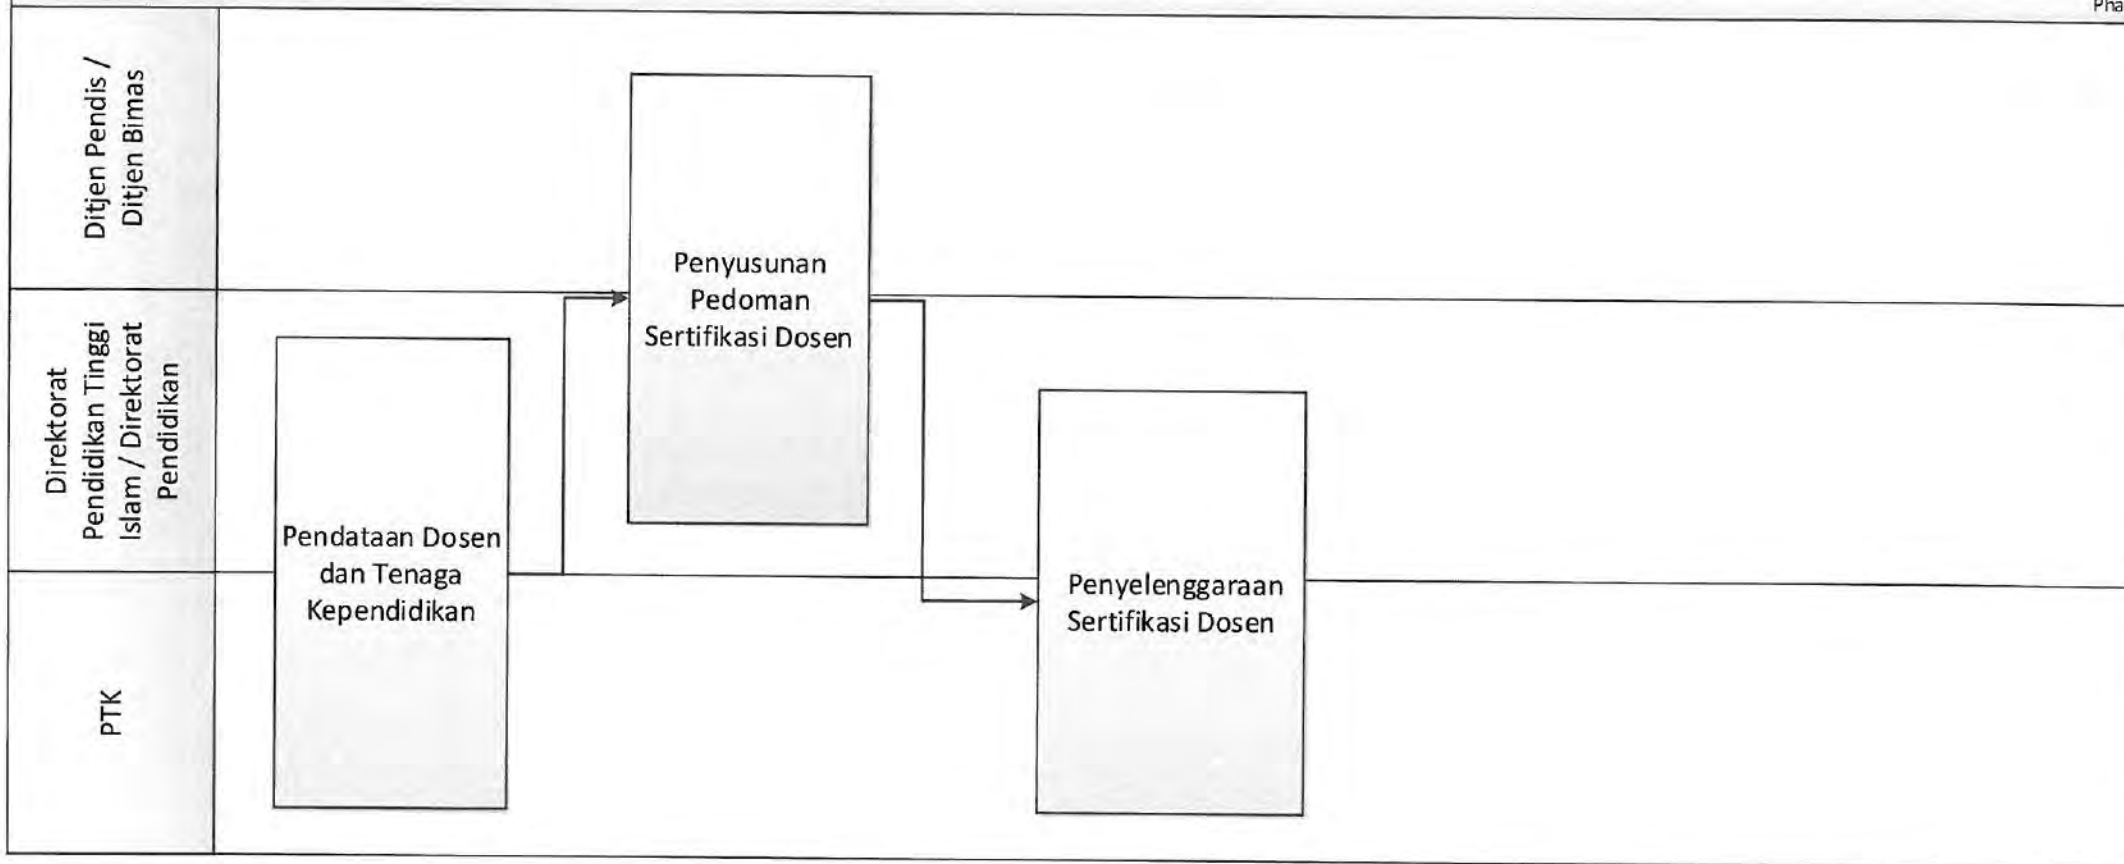 Pha
Ditjen Pendis /
Ditjen Bimas
Penyusunan
Pedoman
Sertifikasi Dosen
Direktorat
Pendidikan Tinggi
Islam / Direktorat
Pendidikan
Pendataan Dosen
dan Tenaga
Kependidikan
Penyelenggaraan
Sertifikasi Dosen
PTK